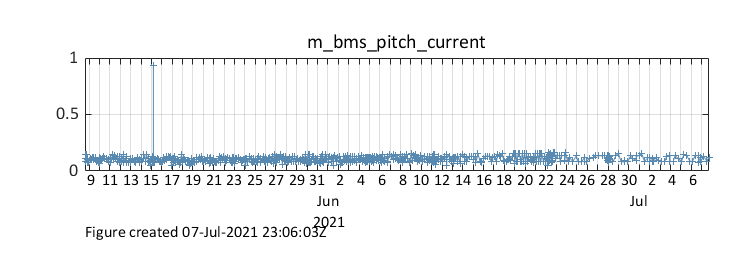 m_bms_pitch_current
1
0.5
0
9 11 13 15 17 19 21 23 25 27 29 31 2 4 6 8 10 12 14 16 18 20 22 24 26 28 30 2 4 6
Jun Jul
2021
Figure created 07-Jul-2021 23:06:03Z